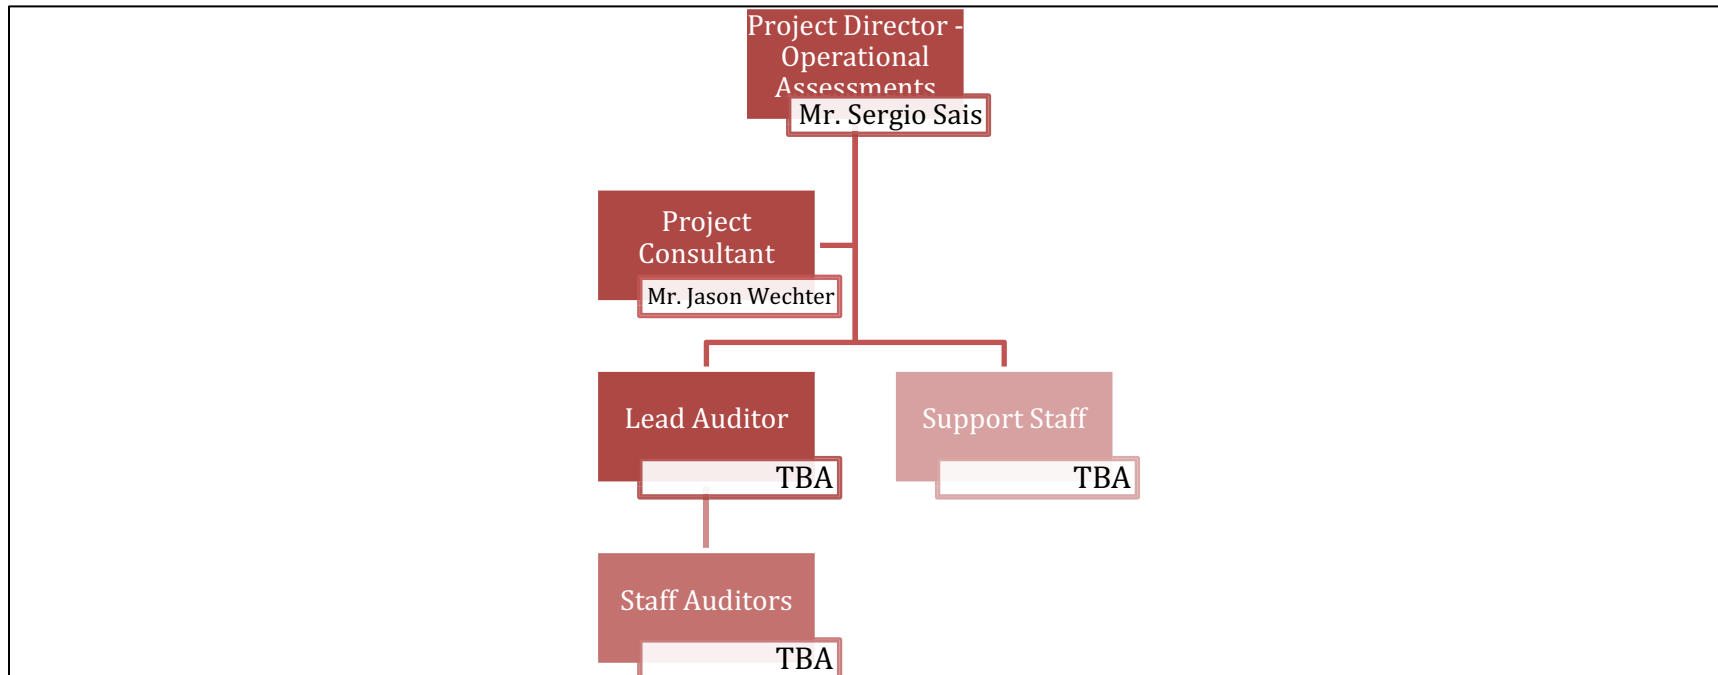 Project Director -
Operational
Assessments
Mr. Sergio Sais
Project
Consultant
Mr. Jason Wechter
Lead Auditor
TBA
Support Staff
TBA
Staff Auditors
TBA